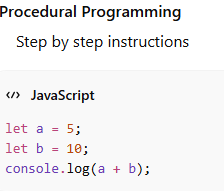 Procedural Programming
Step by step instructions
</> JavaScript
let a = 5;
let b = 10;
console.log(a + b);